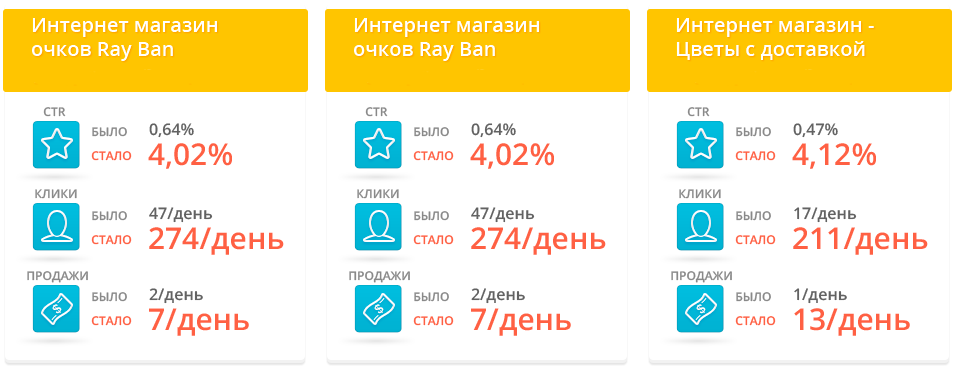 Интернет магазин
очков Ray Ban
CTR
БЫЛО 0,64%
СТАЛО 4,02%
КЛИКИ
БЫЛО 47/день
СТАЛО 274/день
ПРОДАЖИ
БЫЛО 2/день
СТАЛО 7/день
Интернет магазин
очков Ray Ban
CTR
БЫЛО 0,64%
СТАЛО 4,02%
КЛИКИ
БЫЛО 47/день
СТАЛО 274/день
ПРОДАЖИ
БЫЛО 2/день
СТАЛО 7/день
Интернет магазин -
Цветы с доставкой
CTR
БЫЛО 0,47%
СТАЛО 4,12%
КЛИКИ
БЫЛО 17/день
СТАЛО 211/день
ПРОДАЖИ
БЫЛО 1/день
СТАЛО 13/день